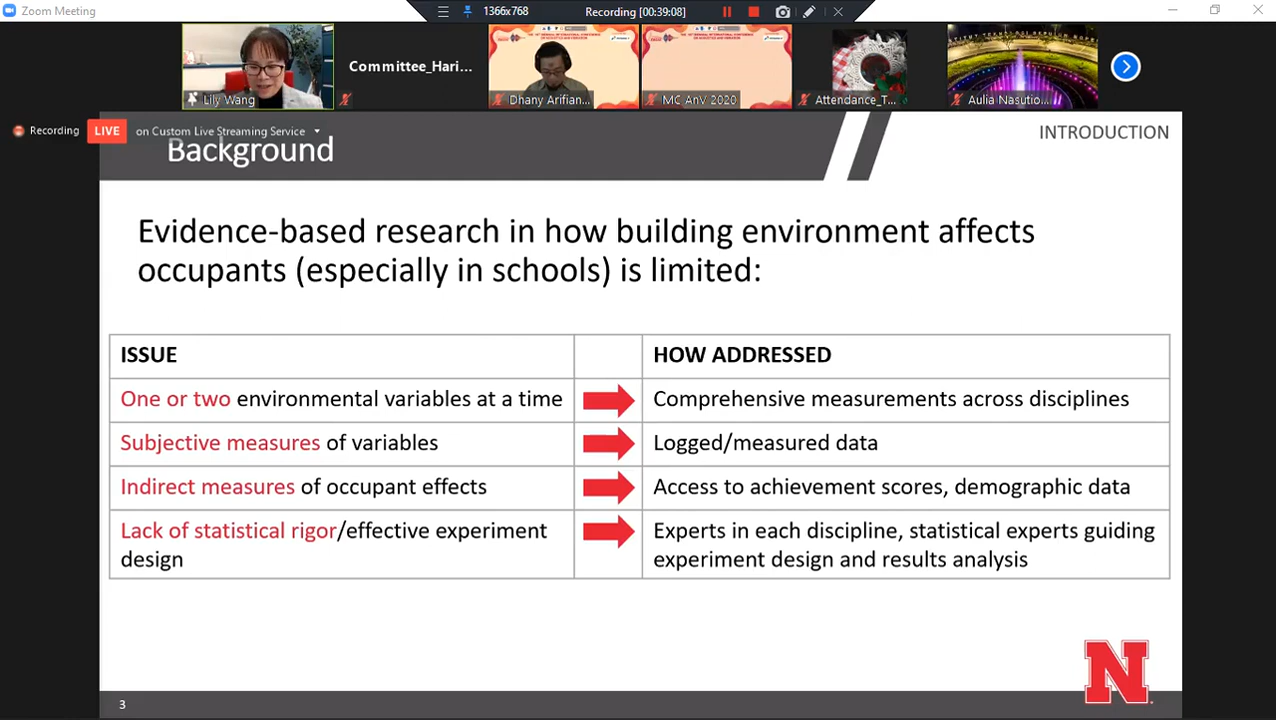 Zoom Meeting
1366x768
Recording [00:39:08]
Committee_Hari...
Lily Wang
Dhany Arifian...
MC AnV 2020
Attendance_T...
Aulia Nasutio...
Recording
LIVE
on Custom Live Streaming Service
Background
INTRODUCTION
Evidence-based research in how building environment affects
occupants (especially in schools) is limited:
ISSUE
HOW ADDRESSED
One or two environmental variables at a time
Comprehensive measurements across disciplines
Subjective measures of variables
Logged/measured data
Indirect measures of occupant effects
Access to achievement scores, demographic data
Lack of statistical rigor/effective experiment
design
Experts in each discipline, statistical experts guiding
experiment design and results analysis
N
3